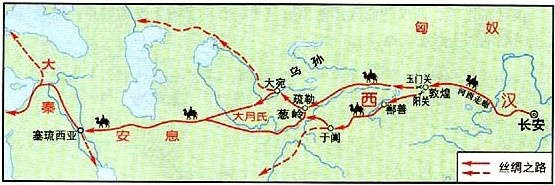 匈 奴
大
秦
乌孙
大宛
玉门关
敦煌
阳关
河西走廊
汉
长安
疏勒
葱岭
西
鄯善
于阗
大月氏
安 息
塞琉西亚
丝绸之路